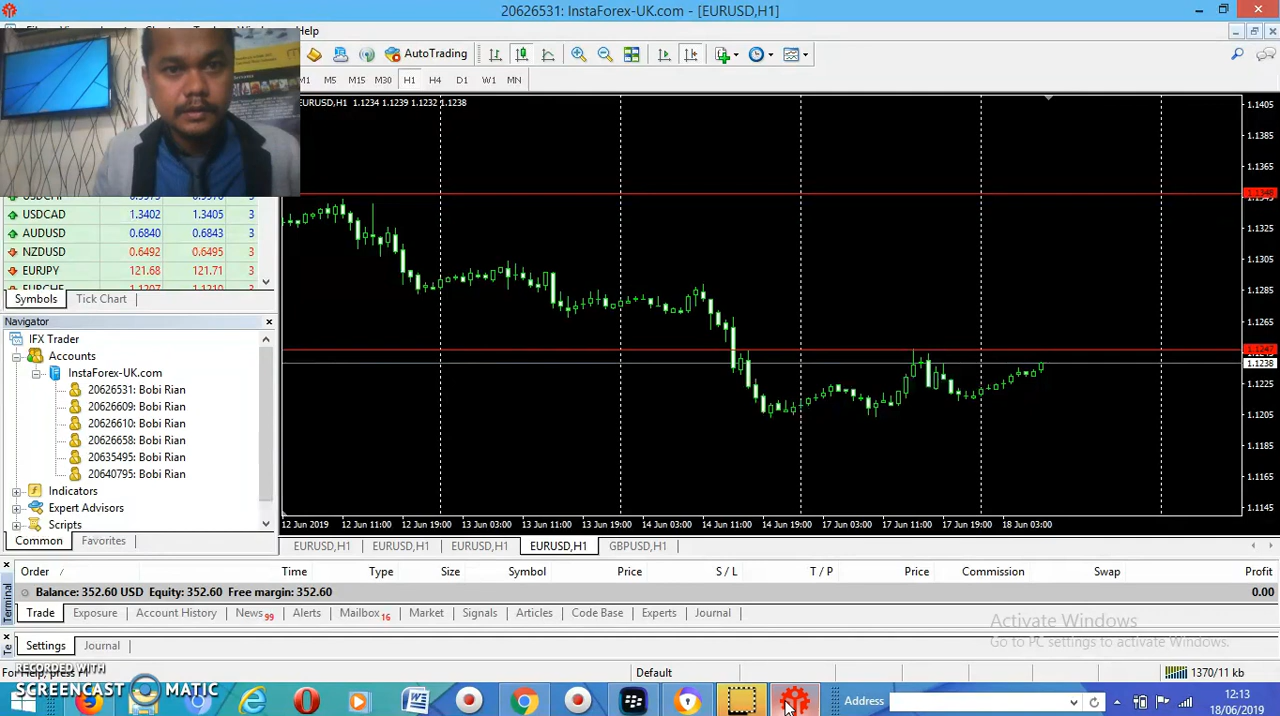 20626531: InstaForex-UK.com - [EURUSD,H1]
Help
AutoTrading
M1 M5 M15 M30 H1 H4 D1 W1 MN
EURUSD,H1 1.1234 1.1239 1.1232 1.1238
USDCAD 1.3402 1.3405 3
AUDUSD 0.6840 0.6843 3
NZDUSD 0.6492 0.6495 3
EURJPY 121.68 121.71 3
Symbols Tick Chart
Navigator
IFX Trader
Accounts
InstaForex-UK.com
20626531: Bobi Rian
20626609: Bobi Rian
20626610: Bobi Rian
20626658: Bobi Rian
20635495: Bobi Rian
20640795: Bobi Rian
Indicators
Expert Advisors
Scripts
Common Favorites
1.1405
1.1385
1.1365
1.1348
1.1325
1.1305
1.1285
1.1265
1.1247
1.1238
1.1225
1.1205
1.1185
1.1165
1.1145
12 Jun 2019 12 Jun 11:00 12 Jun 19:00 13 Jun 03:00 13 Jun 11:00 13 Jun 19:00 14 Jun 03:00 14 Jun 11:00 14 Jun 19:00 17 Jun 03:00 17 Jun 11:00 17 Jun 19:00 18 Jun 03:00
EURUSD,H1 EURUSD,H1 EURUSD,H1 EURUSD,H1 GBPUSD,H1
Order / Time Type Size Symbol Price S / L T / P Price Commission Swap Profit
Balance: 352.60 USD Equity: 352.60 Free margin: 352.60 0.00
Terminal
Trade Exposure Account History News 99 Alerts Mailbox 16 Market Signals Articles Code Base Experts Journal
Activate Windows
Go to PC settings to activate Windows.
Te
Settings Journal
For Help, press F1 Default 1370/11 kb
RECORDED WITH
SCREENCAST MATIC
Address
12:13
18/06/2019